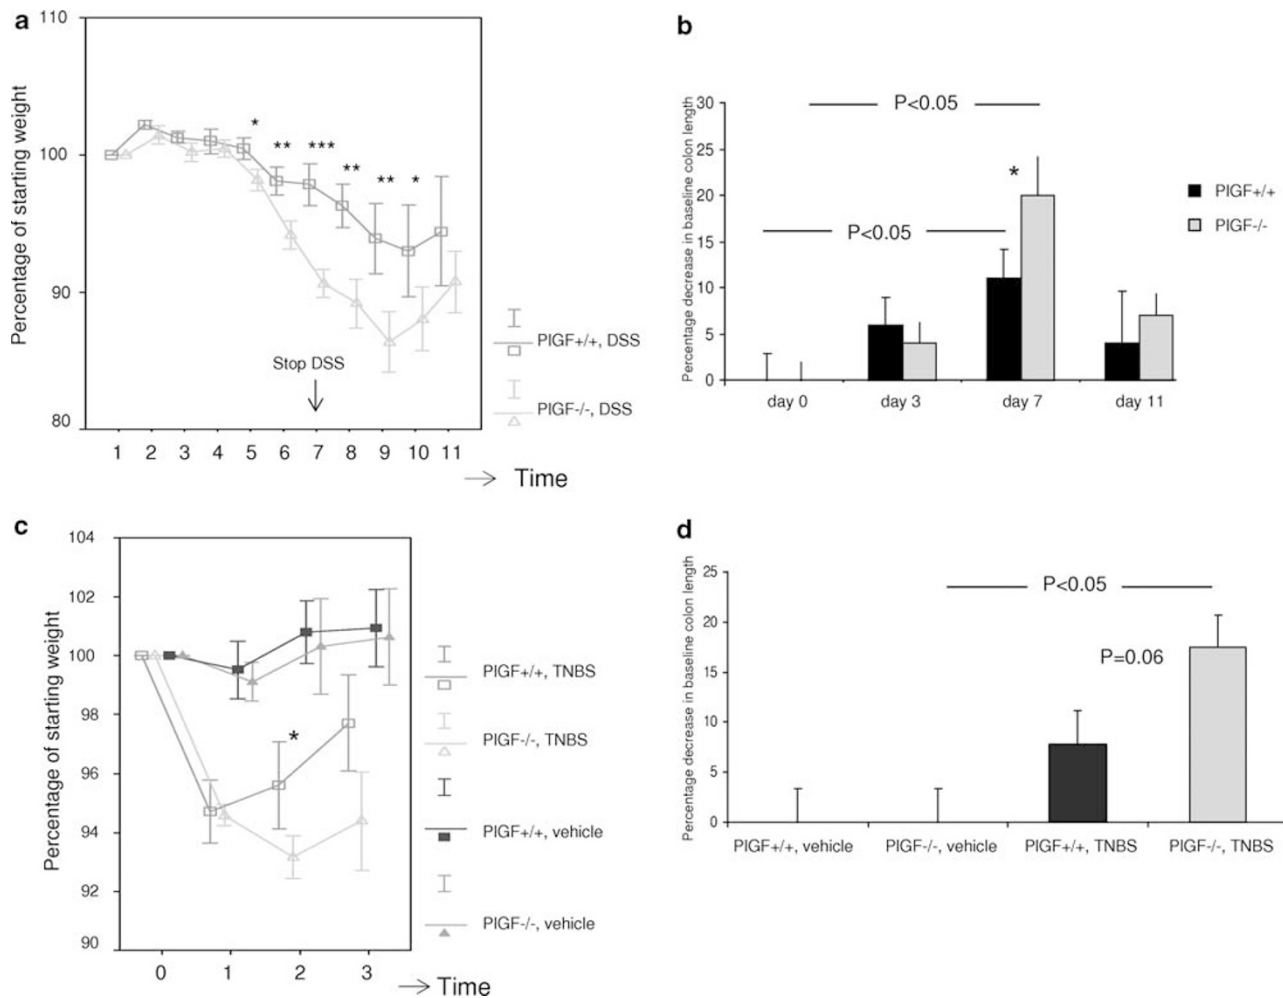 a
110
100
90
80
Percentage of starting weight
*
**
***
**
**
*
Stop DSS
1 2 3 4 5 6 7 8 9 10 11
Time
PlGF+/+, DSS
PlGF-/-, DSS
b
Percentage decrease in baseline colon length
30
25
20
15
10
5
0
P<0.05
P<0.05
*
day 0 day 3 day 7 day 11
PlGF+/+
PlGF-/-
c
Percentage of starting weight
104
102
100
98
96
94
92
90
*
0 1 2 3
Time
PlGF+/+, TNBS
PlGF-/-, TNBS
PlGF+/+, vehicle
PlGF-/-, vehicle
d
Percentage decrease in baseline colon length
25
20
15
10
5
0
P<0.05
P=0.06
PlGF+/+, vehicle PlGF-/-, vehicle PlGF+/+, TNBS PlGF-/-, TNBS